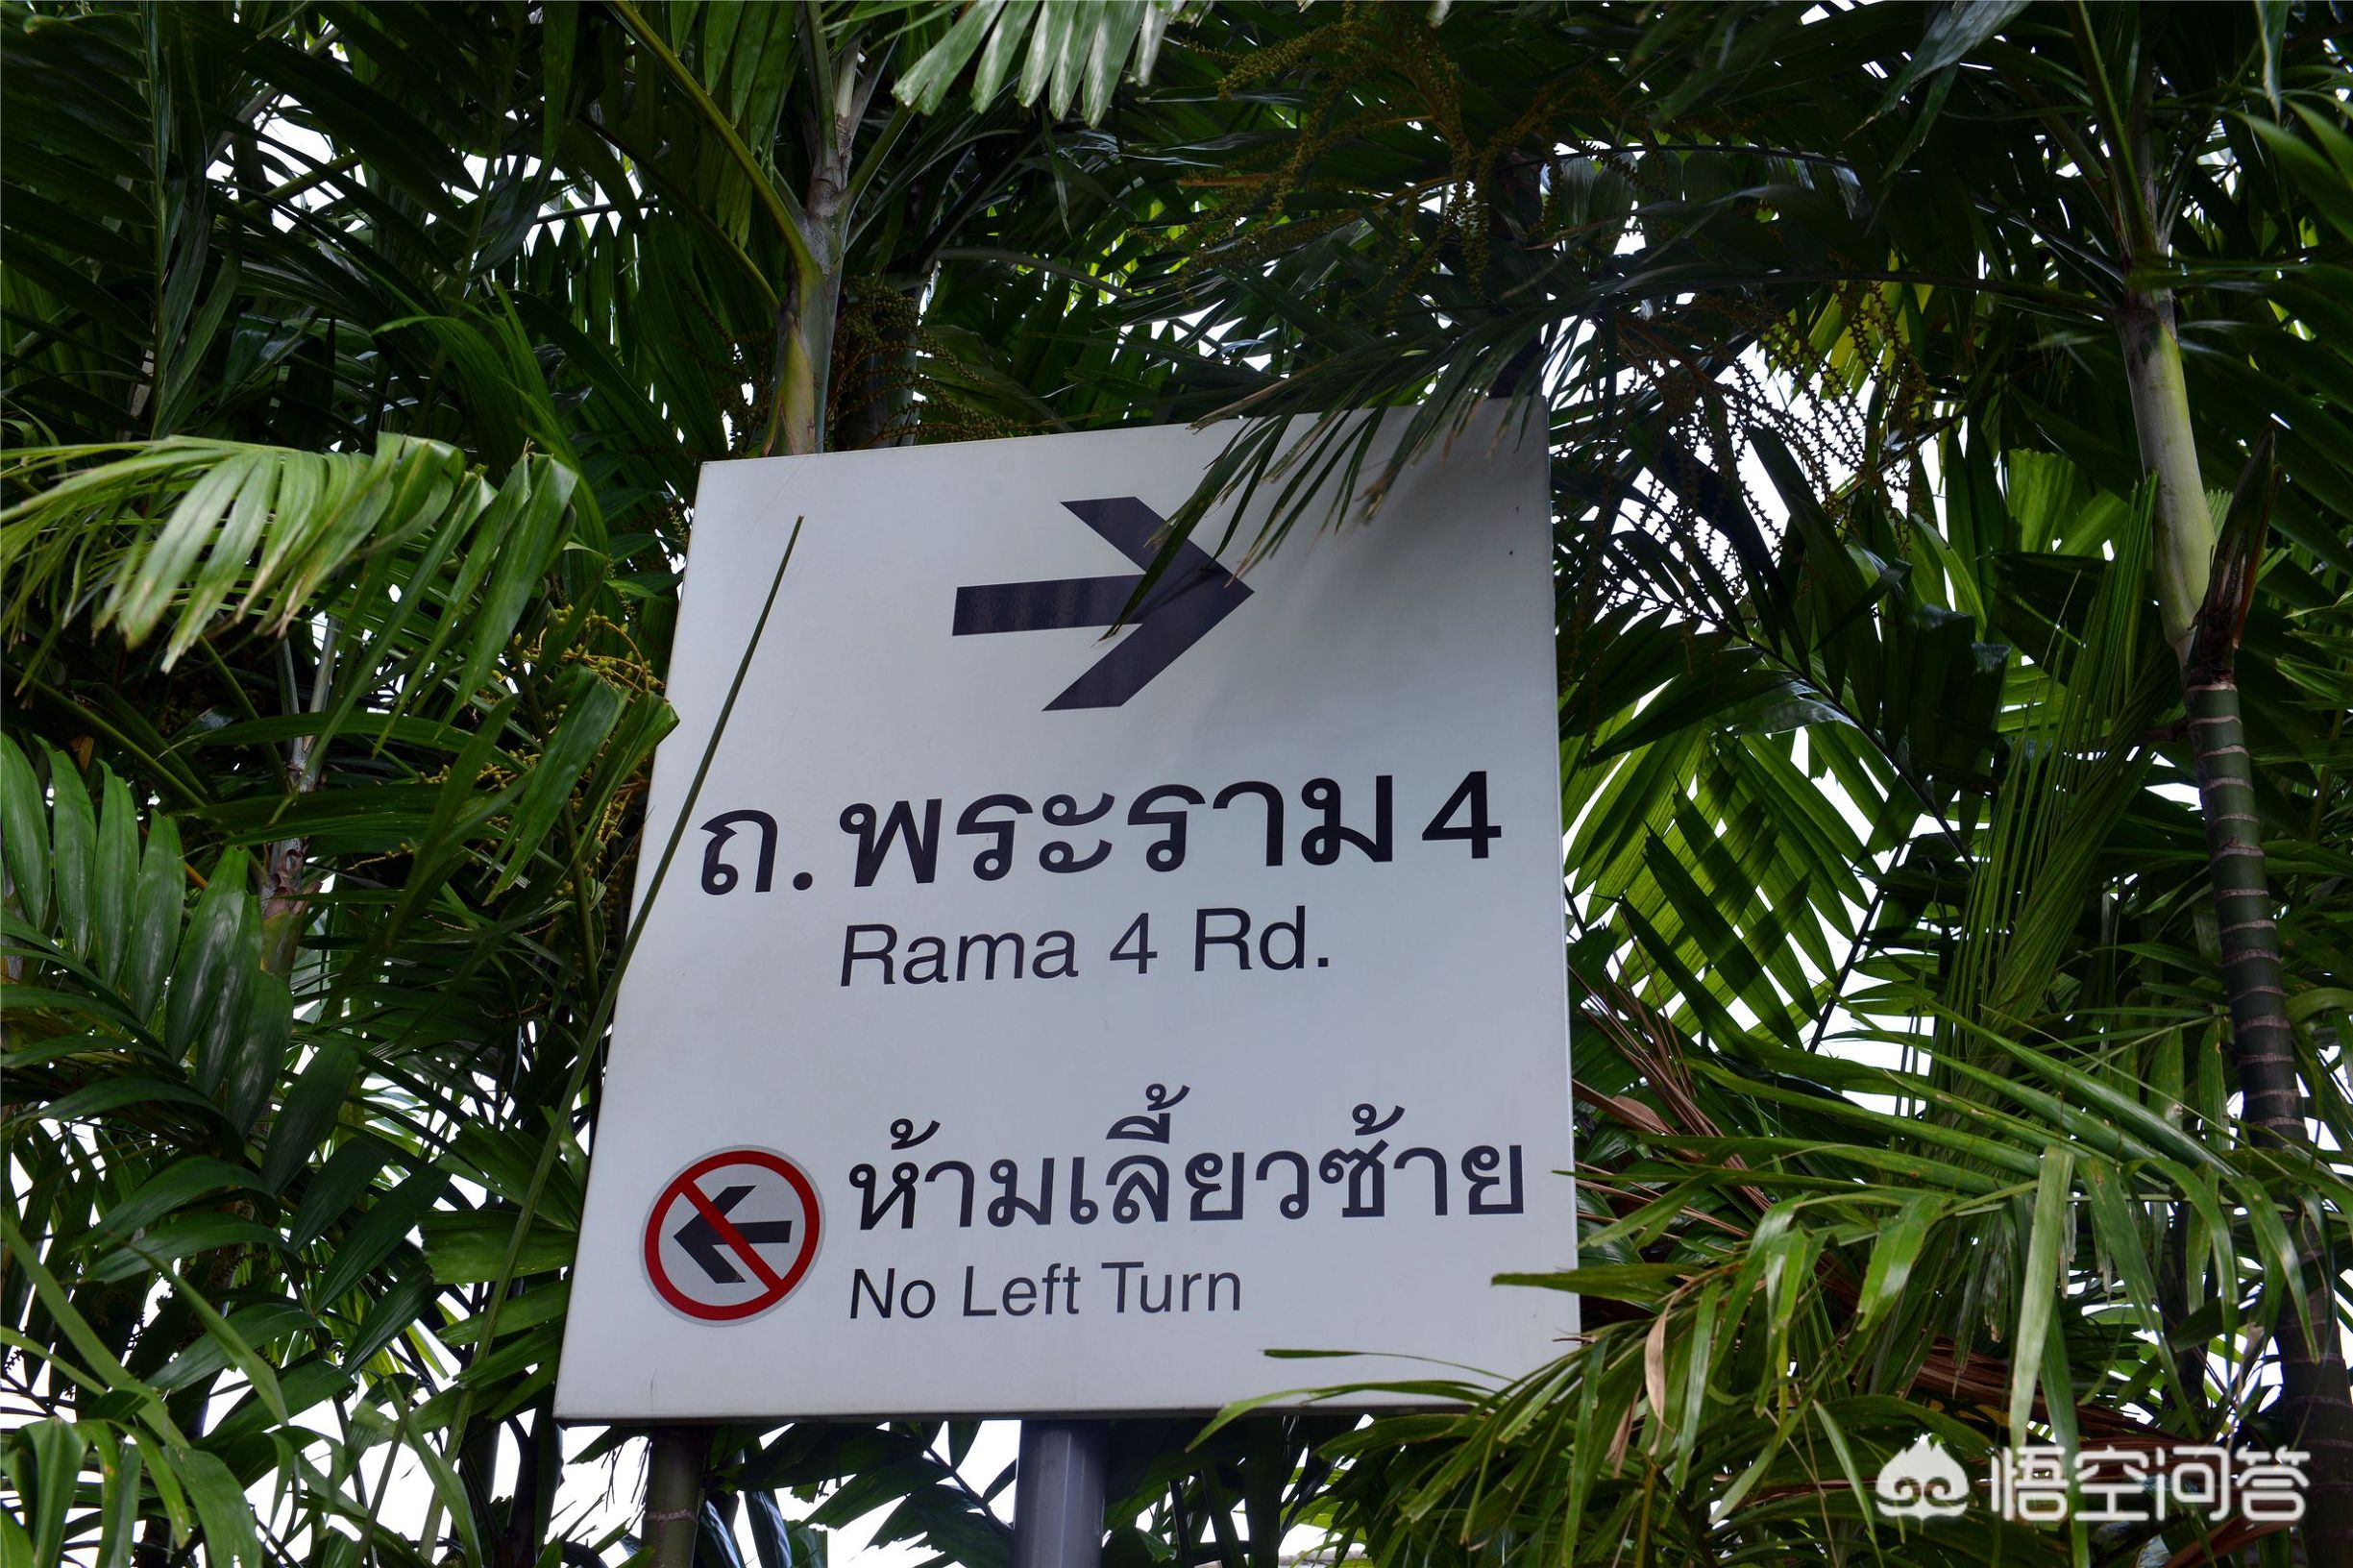 ถ.พระราม 4
Rama 4 Rd.
ห้ามเลี้ยวซ้าย
No Left Turn
悟空问答